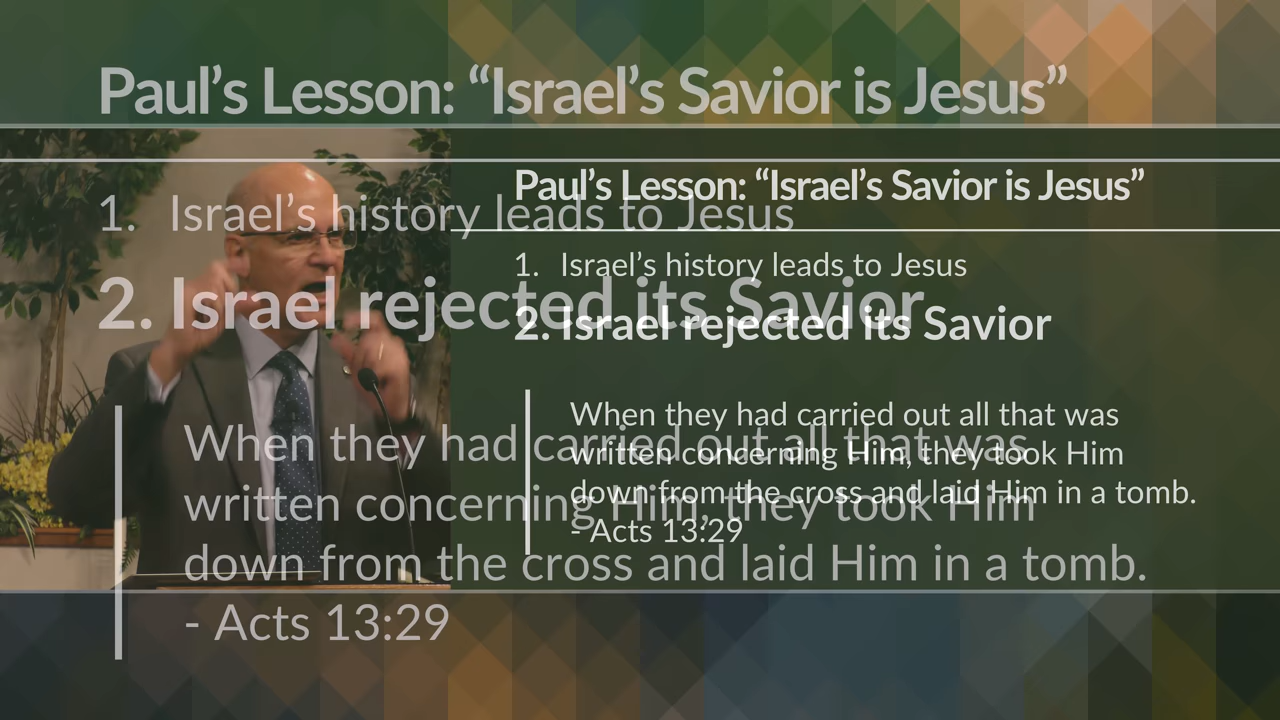 Paul’s Lesson: “Israel’s Savior is Jesus”
1. Israel’s history leads to Jesus
2. Israel rejected its Savior
When they had carried out all that was
written concerning Him, they took Him
down from the cross and laid Him in a tomb.
- Acts 13:29
Paul’s Lesson: “Israel’s Savior is Jesus”
1. Israel’s history leads to Jesus
2. Israel rejected its Savior
When they had carried out all that was
written concerning Him, they took Him
down from the cross and laid Him in a tomb.
- Acts 13:29